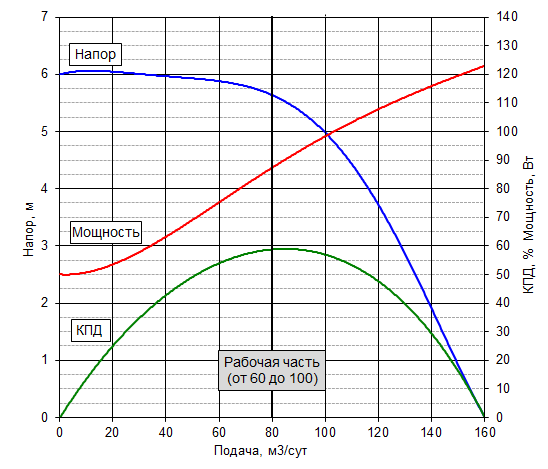 7
6
5
4
3
2
1
0
Напор, м
140
130
120
110
100
90
80
70
60
50
40
30
20
10
0
КПД, % Мощность, Вт
Напор
Мощность
КПД
Рабочая часть
(от 60 до 100)
0 20 40 60 80 100 120 140 160
Подача, м3/сут